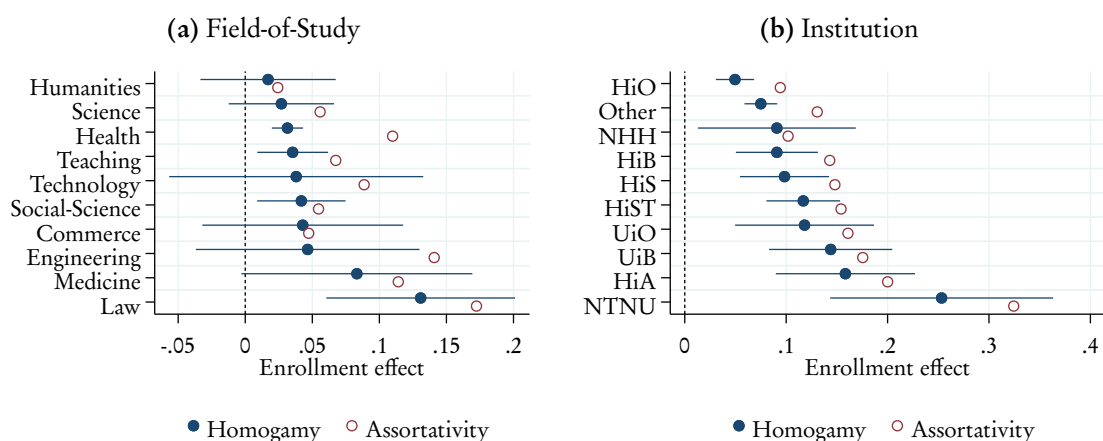 (a) Field-of-Study
Humanities
Science
Health
Teaching
Technology
Social-Science
Commerce
Engineering
Medicine
Law
-.05 0 .05 .1 .15 .2
Enrollment effect
Homogamy Assortativity
(b) Institution
HiO
Other
NHH
HiB
HiS
HiST
UiO
UiB
HiA
NTNU
0 .1 .2 .3 .4
Enrollment effect
Homogamy Assortativity